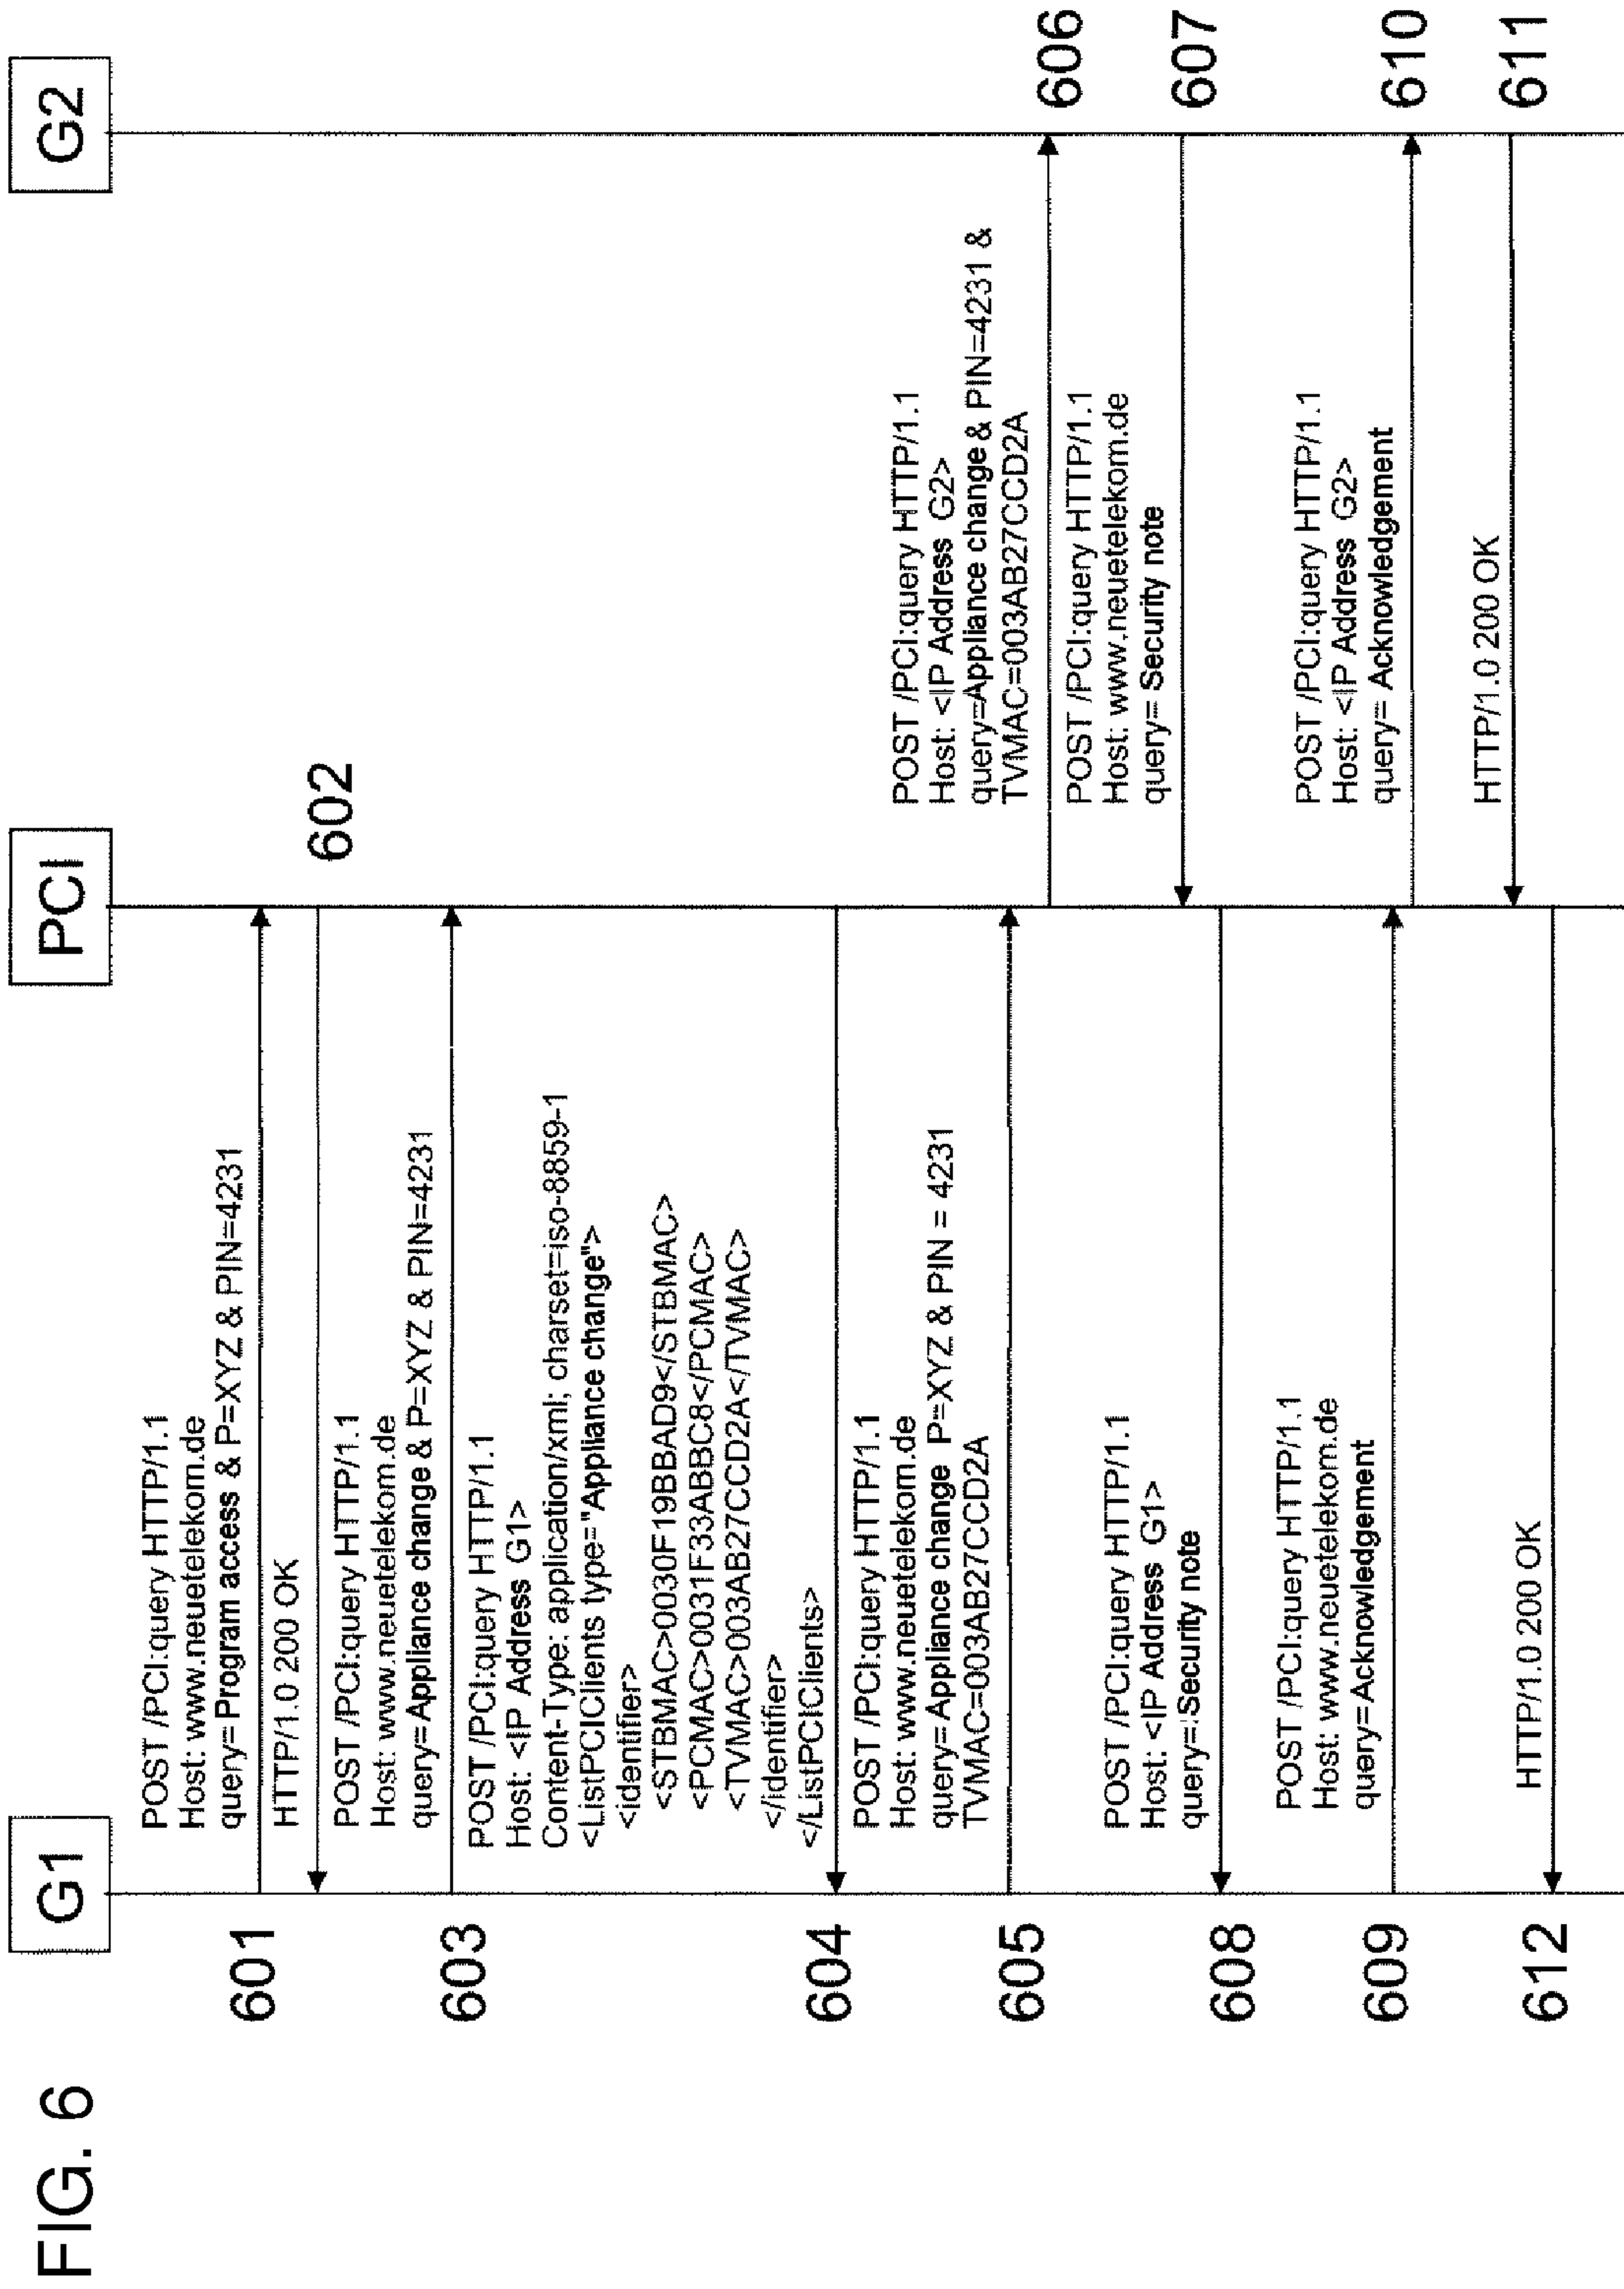 FIG. 6
G1
PCI
G2
POST /PCI:query HTTP/1.1
Host: www.neuetelekom.de
query= Program access & P=XYZ & PIN=4231
601
HTTP/1.0 200 OK
602
POST /PCI:query HTTP/1.1
Host: www.neuetelekom.de
query=Appliance change & P=XYZ & PIN=4231
603
POST /PCI:query HTTP/1.1
Host: <IP Address G1>
Content-Type: application/xml; charset=iso-8859-1
<ListPCIClients type="Appliance change">
<identifier>
<STBMAC>0030F19BBAD9</STBMAC>
<PCMAC>0031F33ABBC8</PCMAC>
<TVMAC>003AB27CCD2A</TVMAC>
</identifier>
</ListPCIClients>
604
POST /PCI:query HTTP/1.1
Host: www.neuetelekom.de
query=Appliance change P=XYZ & PIN = 4231
TVMAC=003AB27CCD2A
605
POST /PCI:query HTTP/1.1
Host: <IP Address G2>
query=Appliance change & PIN=4231 &
TVMAC=003AB27CCD2A
606
POST /PCI:query HTTP/1.1
Host: www.neuetelekom.de
query= Security note
607
POST /PCI:query HTTP/1.1
Host: <IP Address G1>
query=Security note
608
POST /PCI:query HTTP/1.1
Host: www.neuetelekom.de
query=Acknowledgement
609
POST /PCI:query HTTP/1.1
Host: <IP Address G2>
query= Acknowledgement
610
HTTP/1.0 200 OK
611
HTTP/1.0 200 OK
612